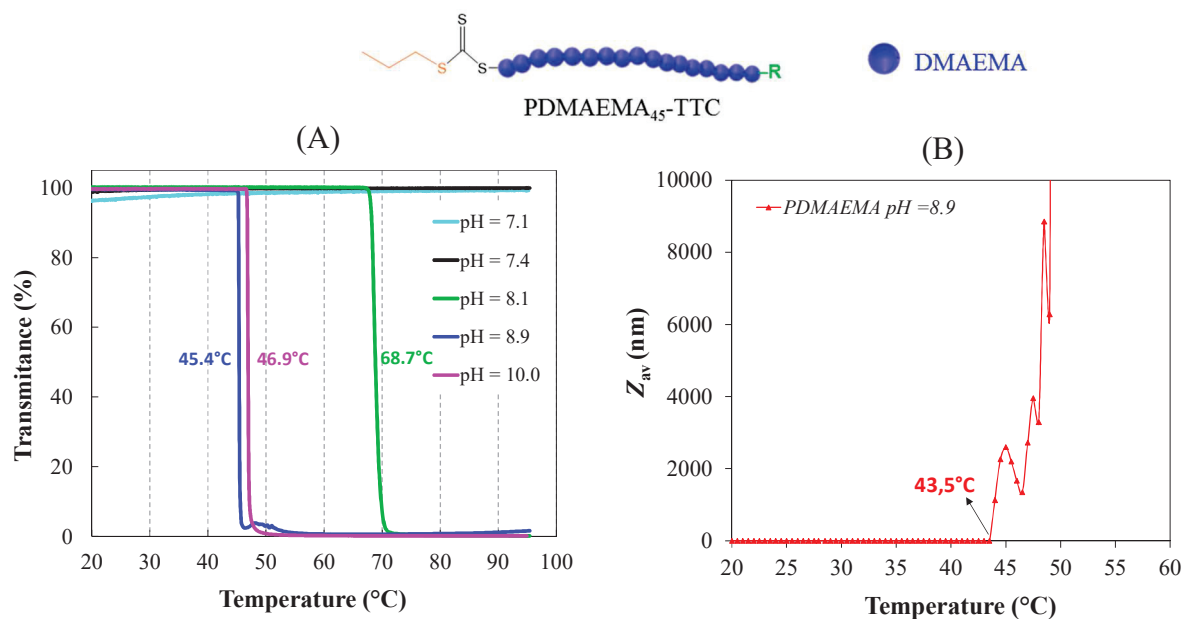 S
S
S
R
DMAEMA
PDMAEMA45-TTC
(A)
Transmitance (%)
100
80
60
40
20
0
pH = 7.1
pH = 7.4
pH = 8.1
pH = 8.9
pH = 10.0
45.4°C
46.9°C
68.7°C
20 30 40 50 60 70 80 90 100
Temperature (°C)
(B)
Zav (nm)
10000
8000
6000
4000
2000
0
PDMAEMA pH =8.9
43,5°C
20 25 30 35 40 45 50 55 60
Temperature (°C)